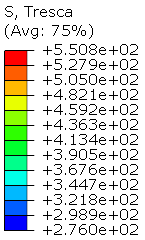 S, Tresca
(Avg: 75%)
+5.508e+02
+5.279e+02
+5.050e+02
+4.821e+02
+4.592e+02
+4.363e+02
+4.134e+02
+3.905e+02
+3.676e+02
+3.447e+02
+3.218e+02
+2.989e+02
+2.760e+02